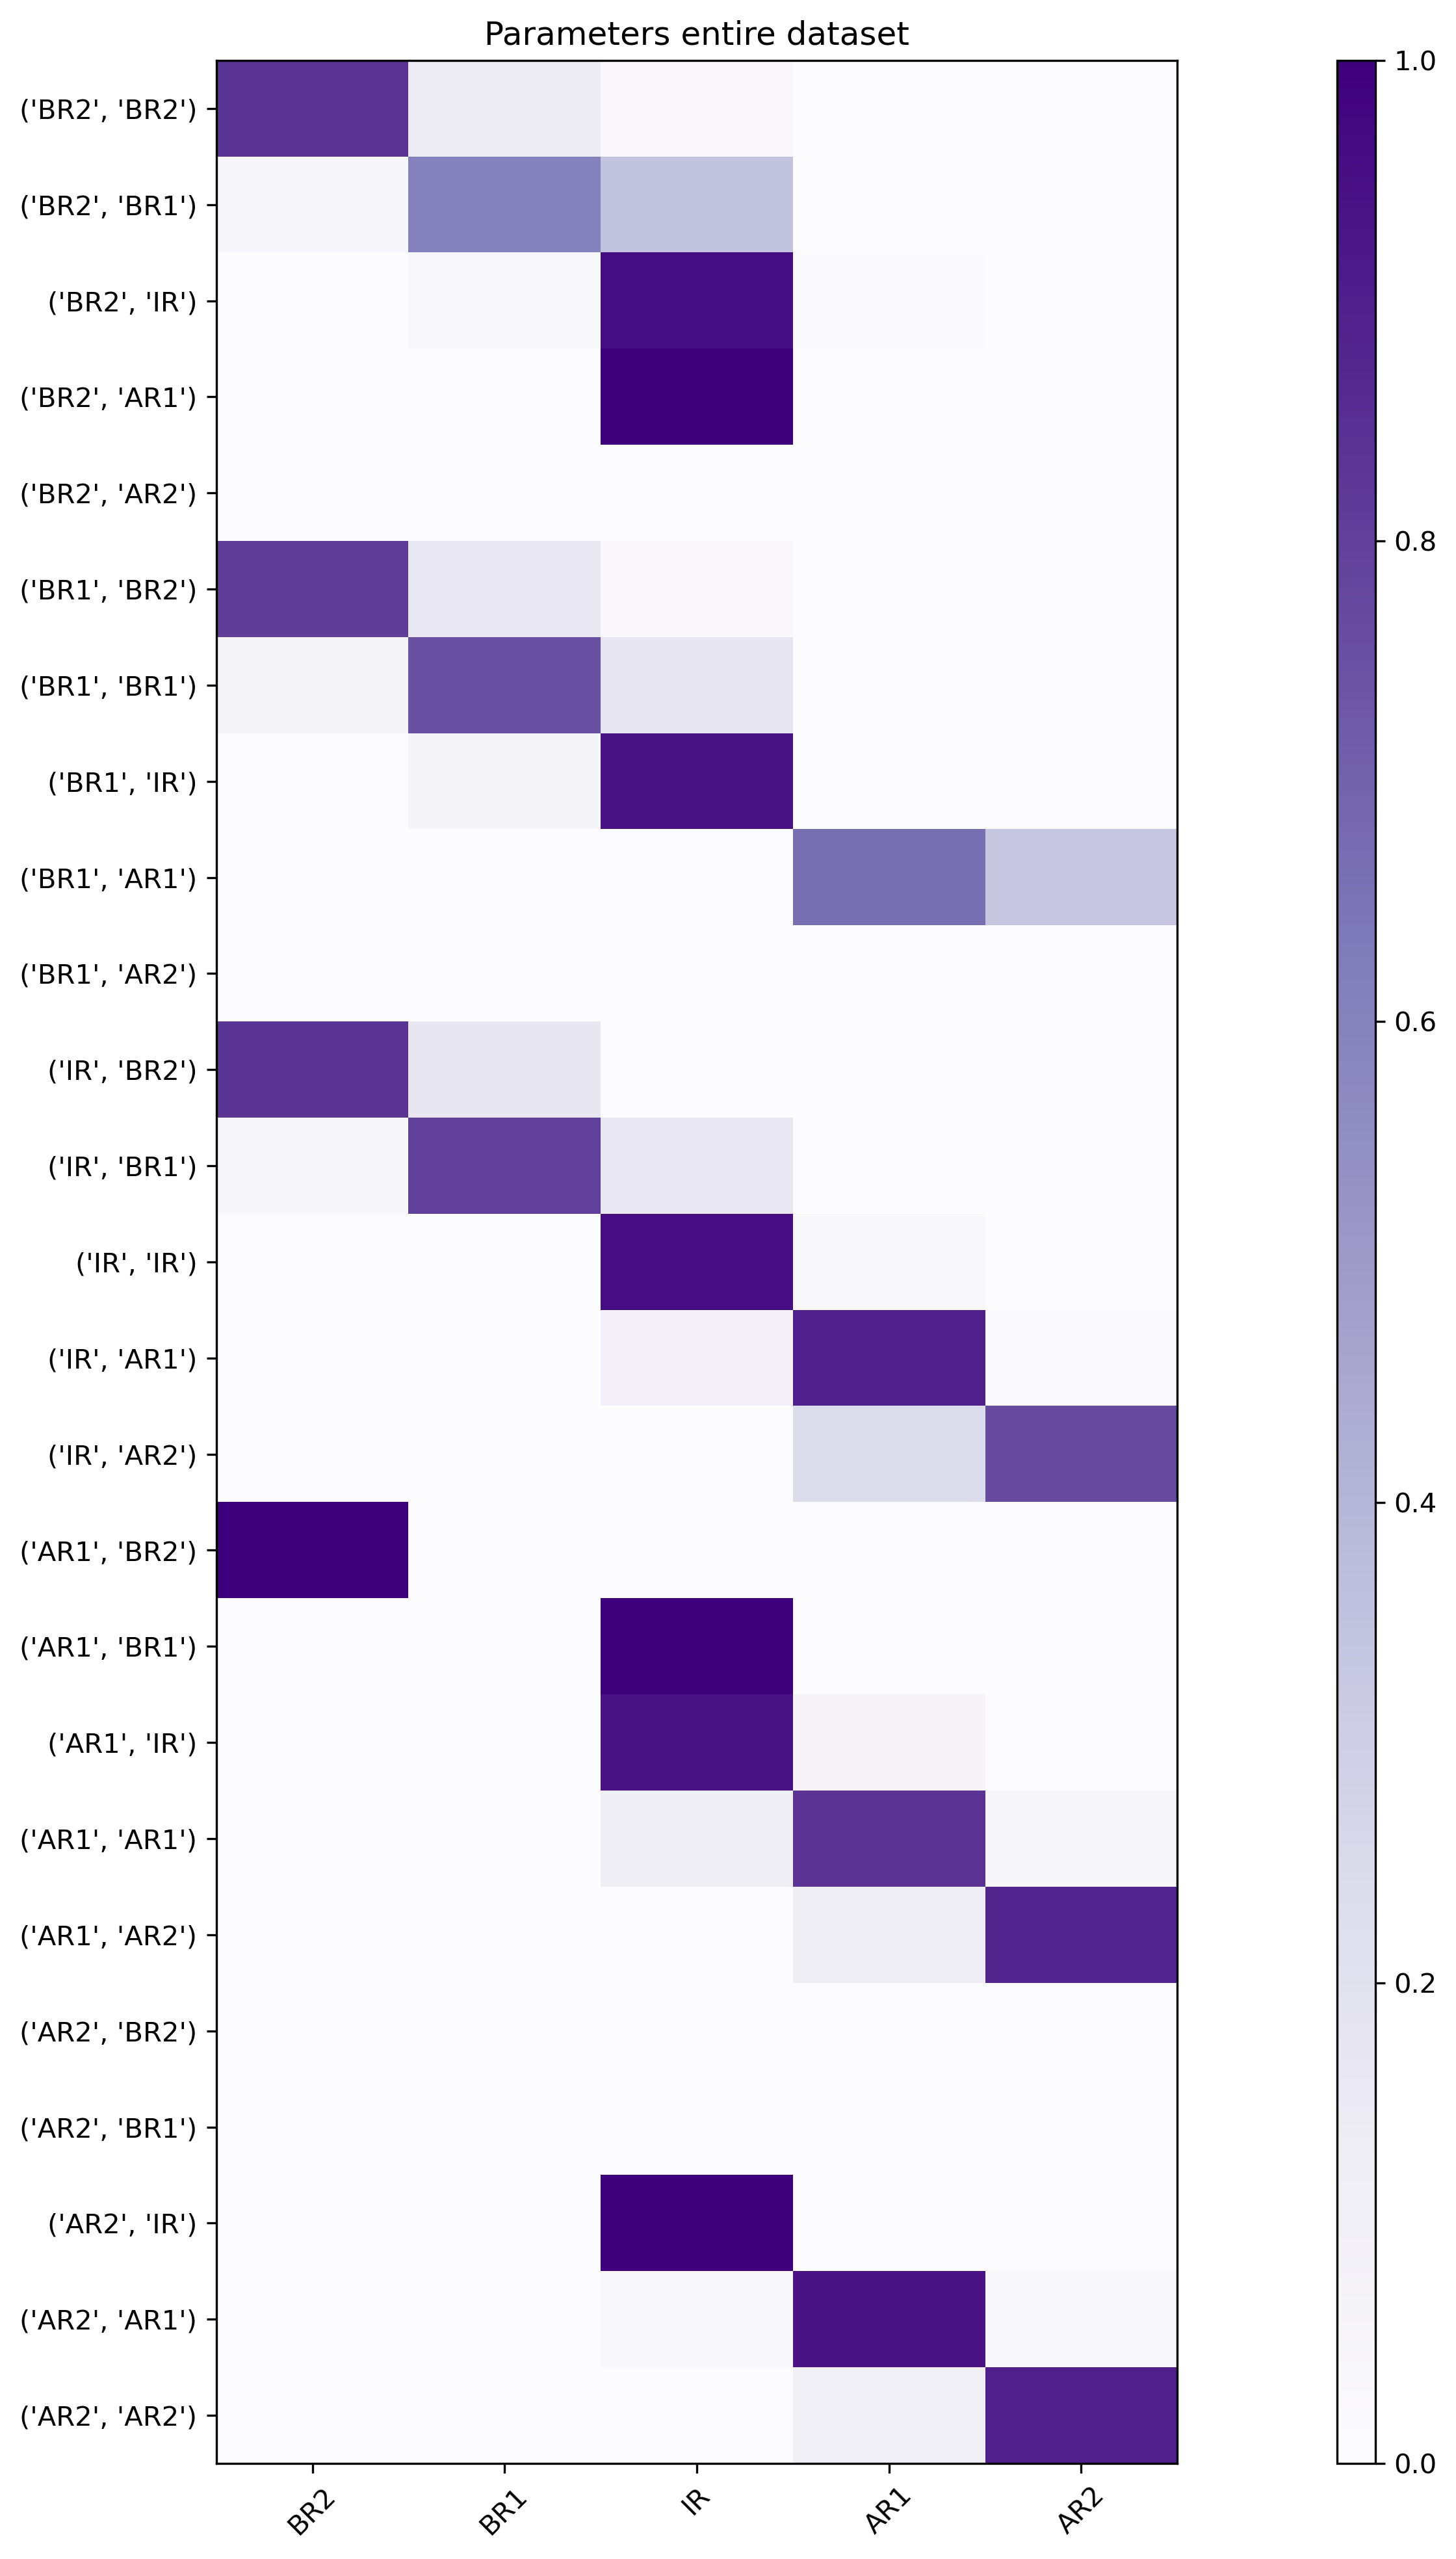 Parameters entire dataset
('BR2', 'BR2')
('BR2', 'BR1')
('BR2', 'IR')
('BR2', 'AR1')
('BR2', 'AR2')
('BR1', 'BR2')
('BR1', 'BR1')
('BR1', 'IR')
('BR1', 'AR1')
('BR1', 'AR2')
('IR', 'BR2')
('IR', 'BR1')
('IR', 'IR')
('IR', 'AR1')
('IR', 'AR2')
('AR1', 'BR2')
('AR1', 'BR1')
('AR1', 'IR')
('AR1', 'AR1')
('AR1', 'AR2')
('AR2', 'BR2')
('AR2', 'BR1')
('AR2', 'IR')
('AR2', 'AR1')
('AR2', 'AR2')
BR2 BR1 IR AR1 AR2
1.0
0.8
0.6
0.4
0.2
0.0